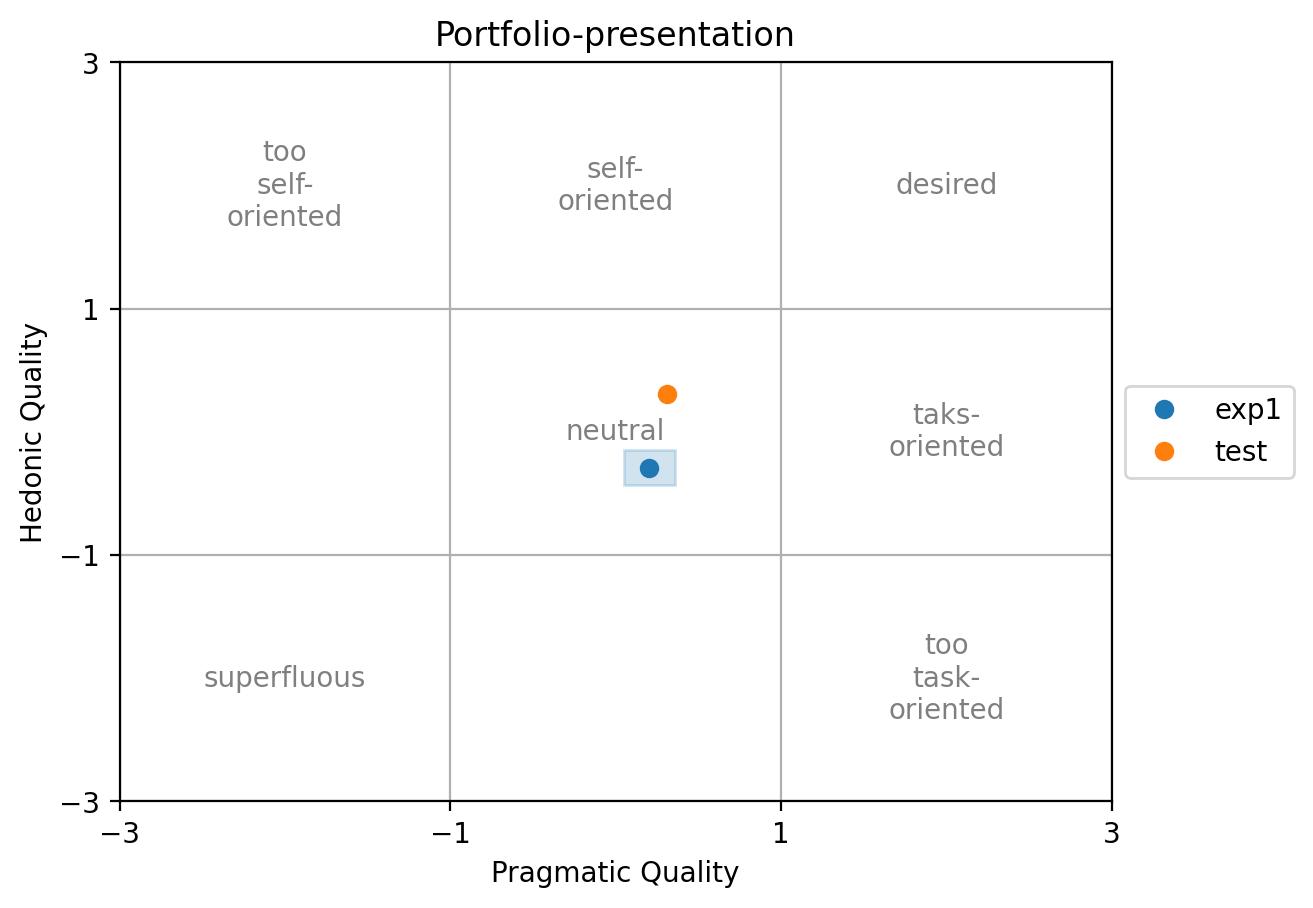 Portfolio-presentation
3
1
−1
−3
Hedonic Quality
too
self-
oriented
self-
oriented
desired
neutral
taks-
oriented
superfluous
too
task-
oriented
exp1
test
−3
−1
1
3
Pragmatic Quality